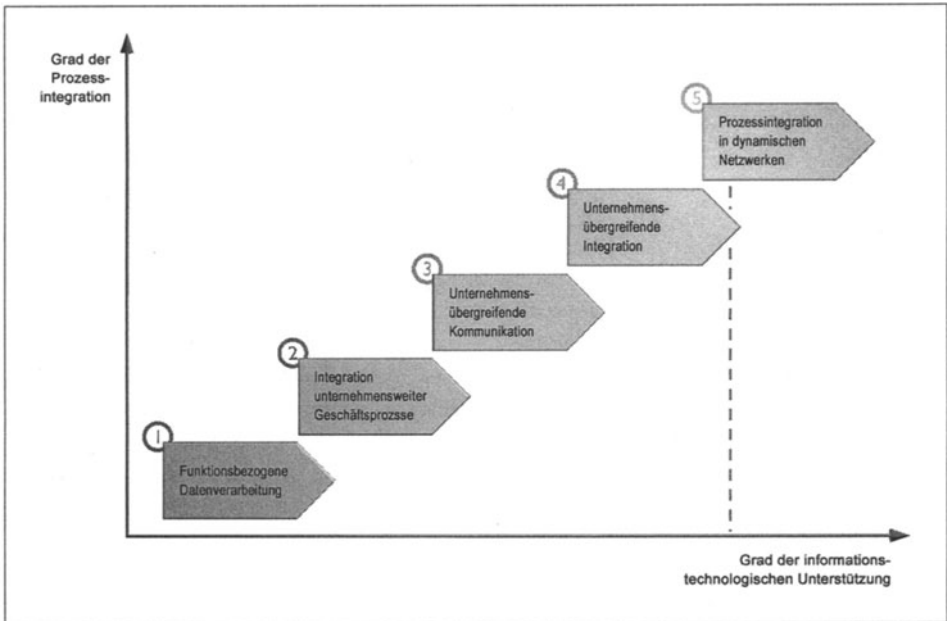 Grad der
Prozess-
integration
5
Prozessintegration
in dynamischen
Netzwerken
4
Unternehmens-
übergreifende
Integration
3
Unternehmens-
übergreifende
Kommunikation
2
Integration
unternehmensweiter
Geschäftsprozsse
1
Funktionsbezogene
Datenverarbeitung
Grad der informations-
technologischen Unterstützung